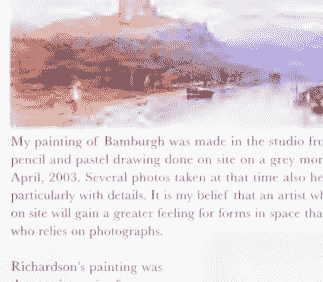 My painting of Bamburgh was made in the studio fro
pencil and pastel drawing done on site on a grey mor
April, 2003. Several photos taken at that time also he
particularly with details. It is my belief that an artist wh
on site will gain a greater feeling for forms in space tha
who relies on photographs.
Richardson's painting was